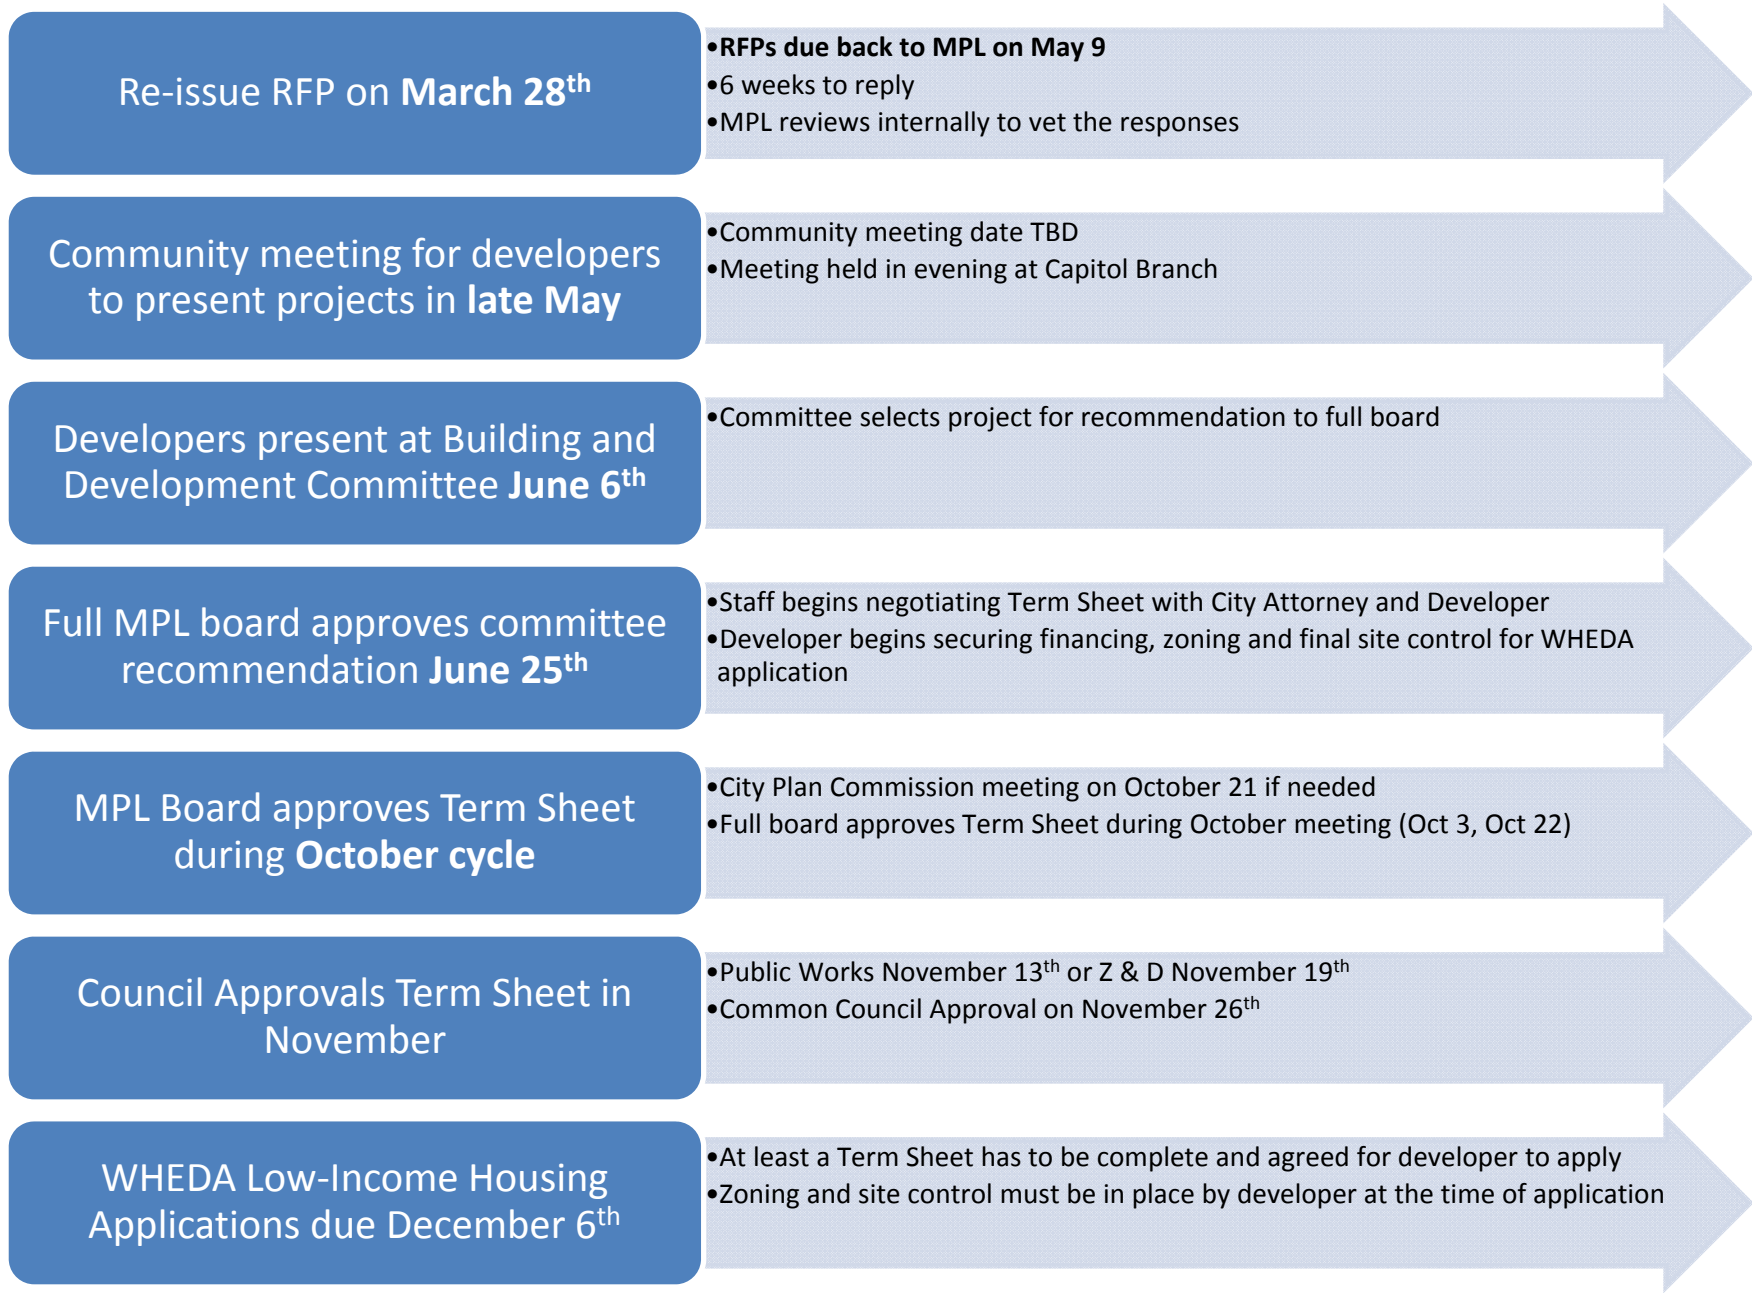 Re-issue RFP on March 28th
•RFPs due back to MPL on May 9
•6 weeks to reply
•MPL reviews internally to vet the responses
Community meeting for developers
to present projects in late May
•Community meeting date TBD
•Meeting held in evening at Capitol Branch
Developers present at Building and
Development Committee June 6th
•Committee selects project for recommendation to full board
Full MPL board approves committee
recommendation June 25th
•Staff begins negotiating Term Sheet with City Attorney and Developer
•Developer begins securing financing, zoning and final site control for WHEDA
application
MPL Board approves Term Sheet
during October cycle
•City Plan Commission meeting on October 21 if needed
•Full board approves Term Sheet during October meeting (Oct 3, Oct 22)
Council Approvals Term Sheet in
November
•Public Works November 13th or Z & D November 19th
•Common Council Approval on November 26th
WHEDA Low-Income Housing
Applications due December 6th
•At least a Term Sheet has to be complete and agreed for developer to apply
•Zoning and site control must be in place by developer at the time of application